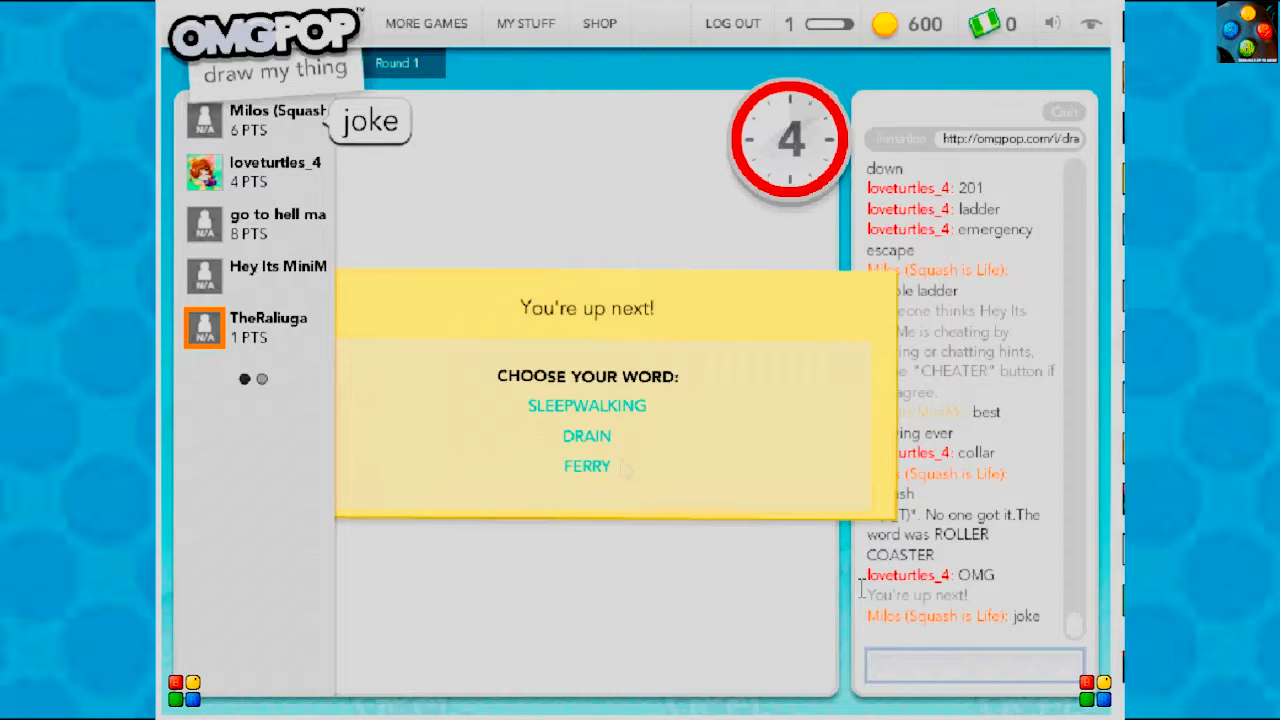 OMGPOP
draw my thing
MORE GAMES
MY STUFF
SHOP
LOG OUT
1
600
0
Round 1
Milos (Squash
6 PTS
joke
loveturtles_4
4 PTS
go to hell ma
8 PTS
Hey Its MiniM
TheRaliuga
1 PTS
N/A
N/A
N/A
N/A
4
You're up next!
CHOOSE YOUR WORD:
SLEEPWALKING
DRAIN
FERRY
Quit
Invitation
http://omgpop.com/i/dra
down
loveturtles_4: 201
loveturtles_4: ladder
loveturtles_4: emergency
escape
Milos (Squash is Life):
ladder
thinks Hey Its
Me is cheating by
or chatting hints,
"CHEATER" button if
agree.
best
ever
collar
(Squash is Life):
No one got it.The
word was ROLLER
COASTER
loveturtles_4: OMG
You're up next!
Milos (Squash is Life): joke